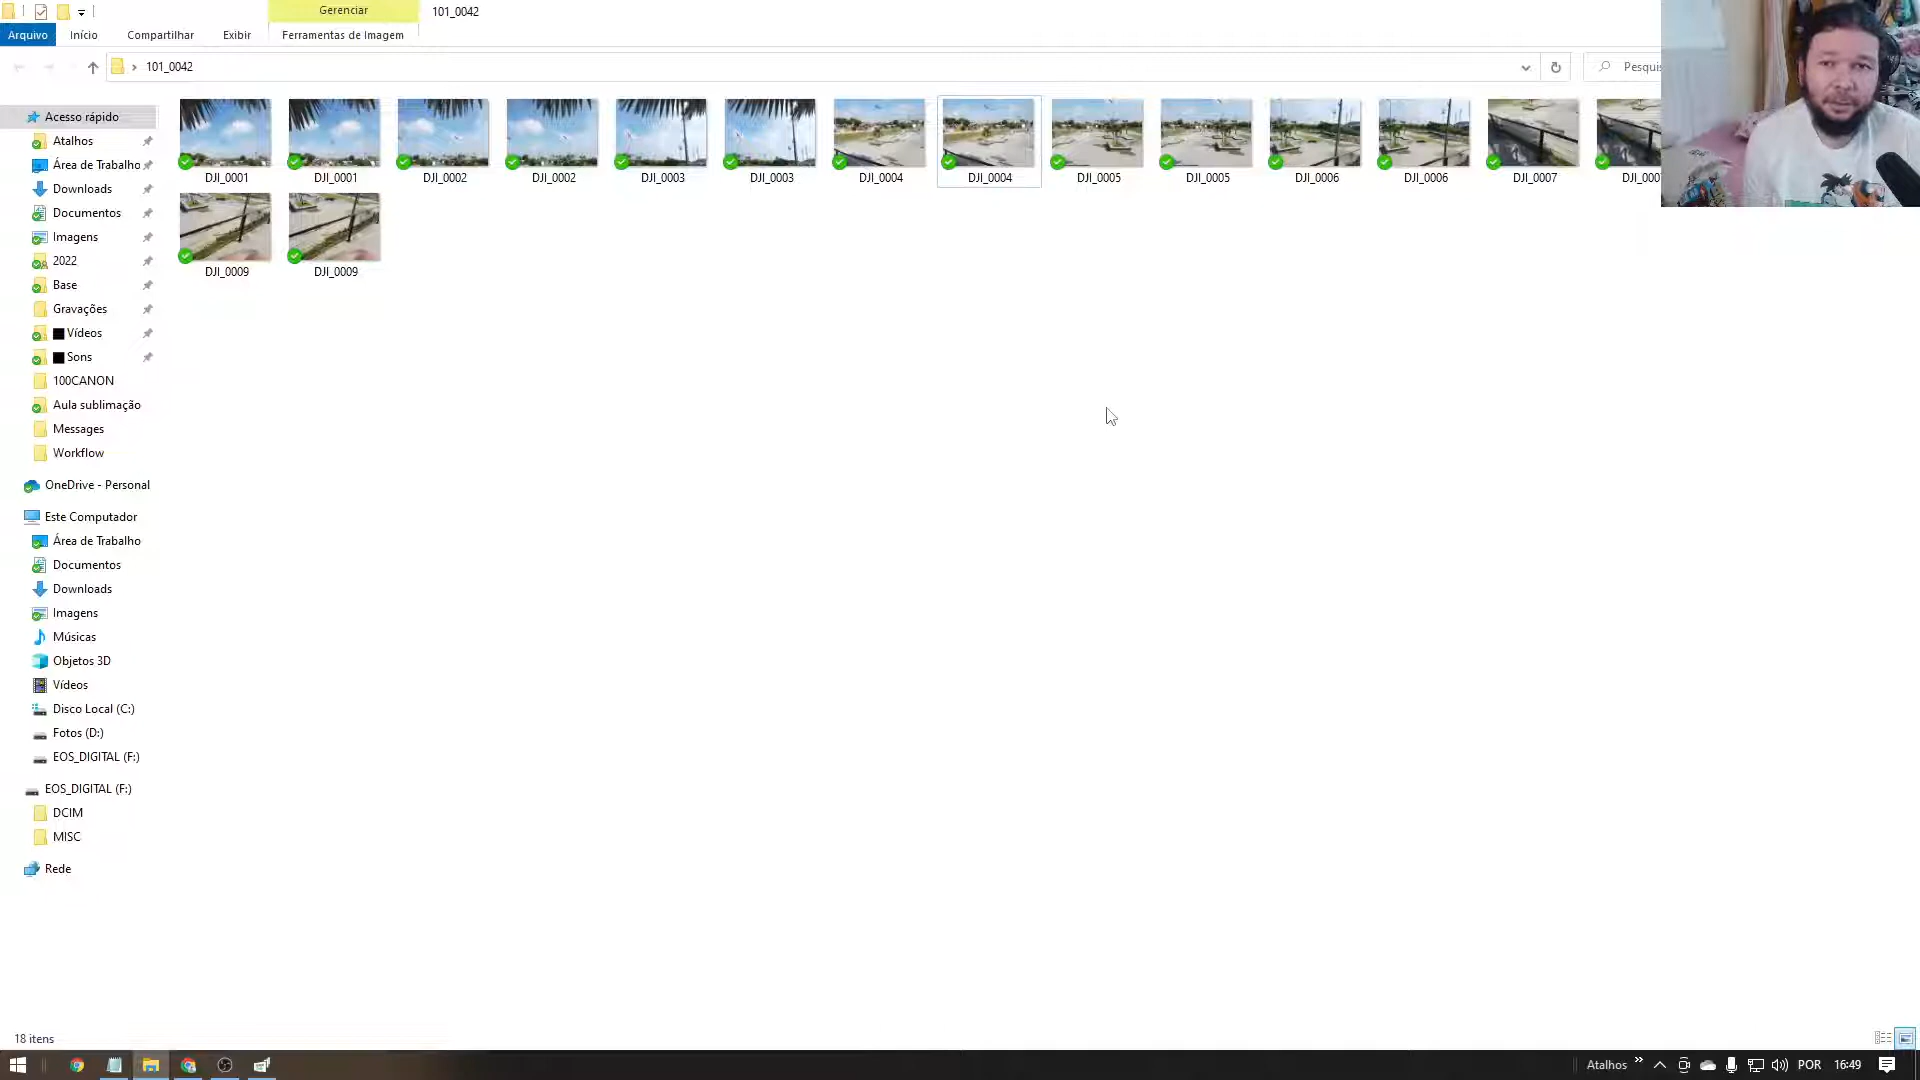 Gerenciar
101_0042
Arquivo
Início
Compartilhar
Exibir
Ferramentas de Imagem
101_0042
DJI_0001
DJI_0001
DJI_0002
DJI_0002
DJI_0003
DJI_0003
DJI_0004
DJI_0004
DJI_0005
DJI_0005
DJI_0006
DJI_0006
DJI_0007
DJI_0009
DJI_0009
Acesso rápido
Atalhos
Área de Trabalho
Downloads
Documentos
Imagens
2022
Base
Gravações
Vídeos
Sons
100CANON
Aula sublimação
Messages
Workflow
OneDrive - Personal
Este Computador
Área de Trabalho
Documentos
Downloads
Imagens
Músicas
Objetos 3D
Vídeos
Disco Local (C:)
Fotos (D:)
EOS_DIGITAL (F:)
EOS_DIGITAL (F:)
DCIM
MISC
Rede
18 itens
Atalhos
POR
16:49